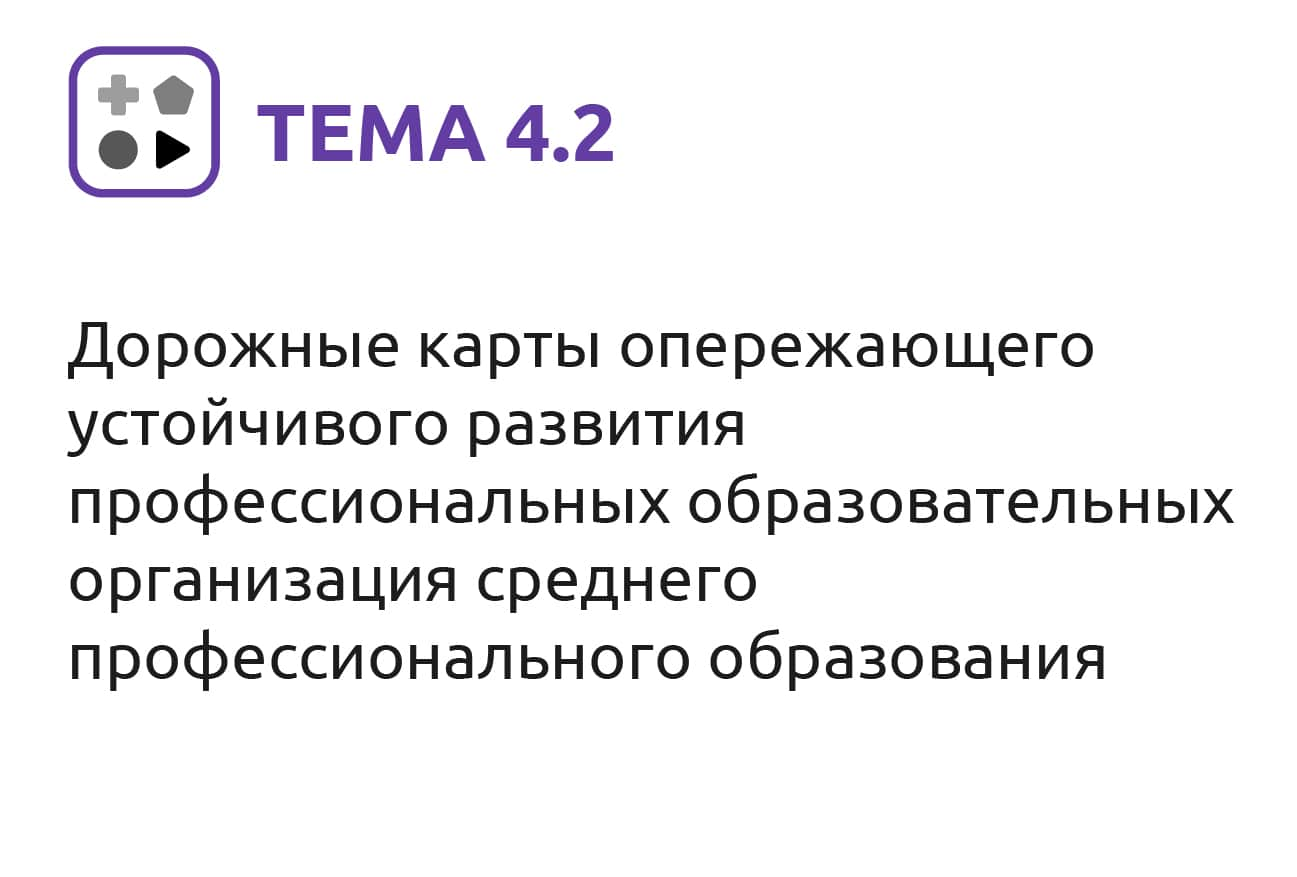 ТЕМА 4.2
Дорожные карты опережающего
устойчивого развития
профессиональных образовательных
организация среднего
профессионального образования